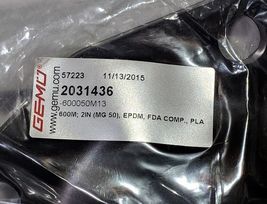 GEMÜ
www.gemu.com
57223 11/13/2015
2031436
-600050M13
600M; 2IN (MG 50), EPDM, FDA COMP., PLA